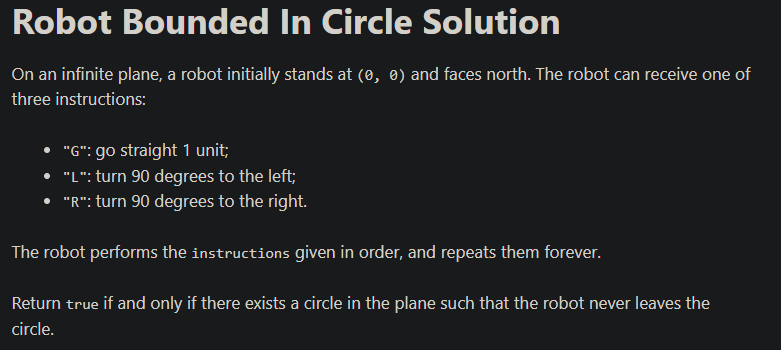 Robot Bounded In Circle Solution
On an infinite plane, a robot initially stands at (0, 0) and faces north. The robot can receive one of
three instructions:
• "G": go straight 1 unit;
• "L": turn 90 degrees to the left;
• "R": turn 90 degrees to the right.
The robot performs the instructions given in order, and repeats them forever.
Return true if and only if there exists a circle in the plane such that the robot never leaves the
circle.